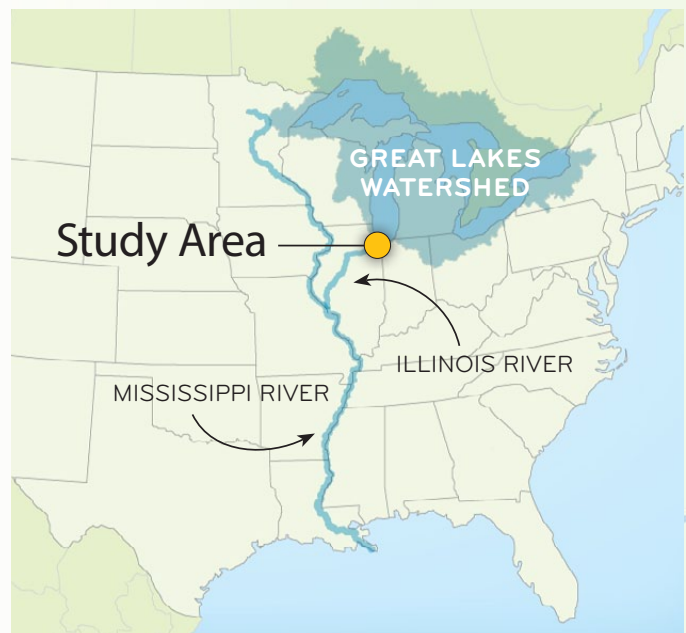 GREAT LAKES
WATERSHED
Study Area
ILLINOIS RIVER
MISSISSIPPI RIVER